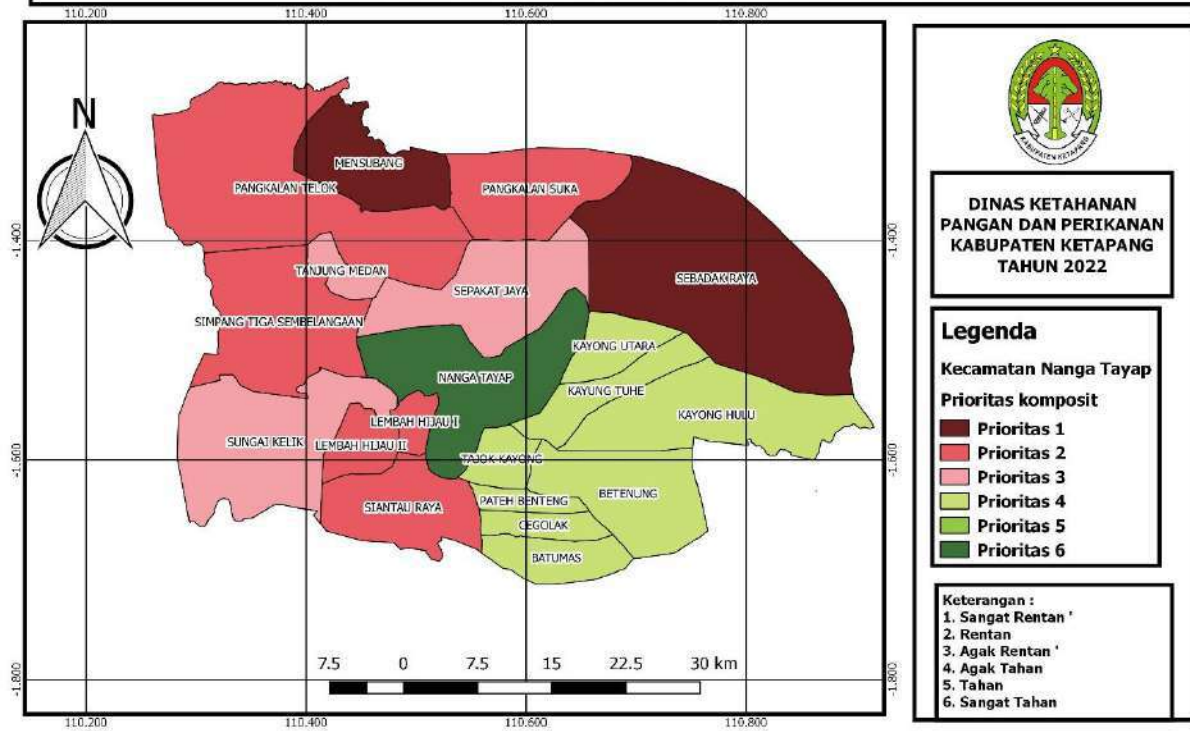 110.200
110.400
110.600
110.800
-1.400
-1.600
-1.800
-1.400
-1.600
-1.800
N
MENSUBANG
PANGKALAN TELOK
PANGKALAN SUKA
TANJUNG MEDAN
SEPAKAT JAYA
SEBADAK RAYA
SIMPANG TIGA SEMBELANGAAN
KAYONG UTARA
NANGA TAYAP
KAYUNG TUHE
KAYONG HULU
LEMBAH HIJAU I
SUNGAI KELIK
LEMBAH HIJAU II
TAJOK KAYONG
PATEH BENTENG
BETENUNG
SIANTAU RAYA
CEGOLAK
BATUMAS
7.5 0 7.5 15 22.5 30 km
110.200
110.400
110.600
110.800
KABUPATEN KETAPANG
DINAS KETAHANAN
PANGAN DAN PERIKANAN
KABUPATEN KETAPANG
TAHUN 2022
Legenda
Kecamatan Nanga Tayap
Prioritas komposit
Prioritas 1
Prioritas 2
Prioritas 3
Prioritas 4
Prioritas 5
Prioritas 6
Keterangan :
1. Sangat Rentan '
2. Rentan
3. Agak Rentan '
4. Agak Tahan
5. Tahan
6. Sangat Tahan